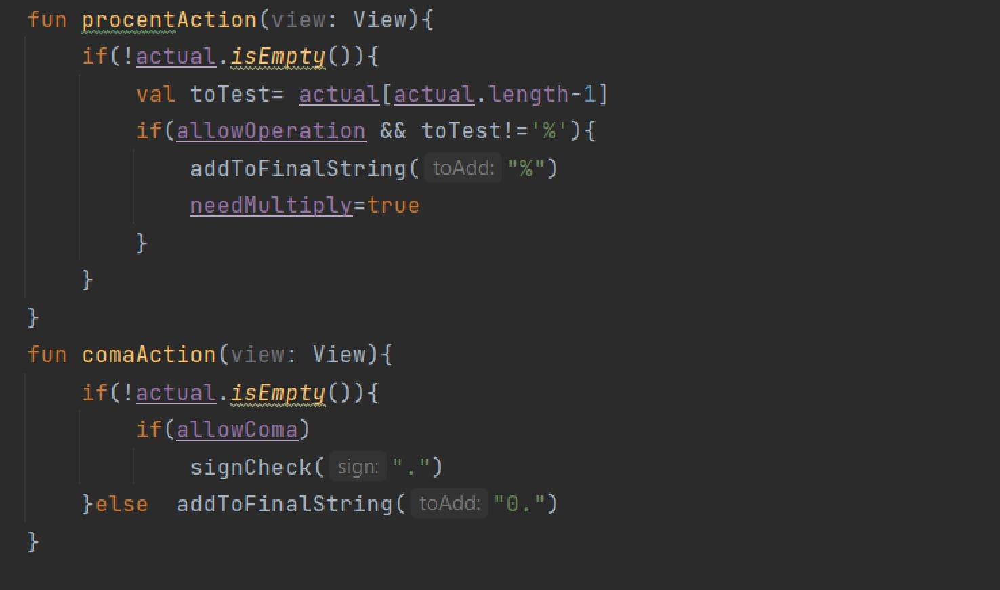 fun procentAction(view: View){
if(!actual.isEmpty()){
val toTest= actual[actual.length-1]
if(allowOperation && toTest!='%'){
addToFinalString( toAdd: "%")
needMultiply=true
}
}
}
fun comaAction(view: View){
if(!actual.isEmpty()){
if(allowComa)
signCheck( sign: ".")
}else  addToFinalString( toAdd: "0.")
}